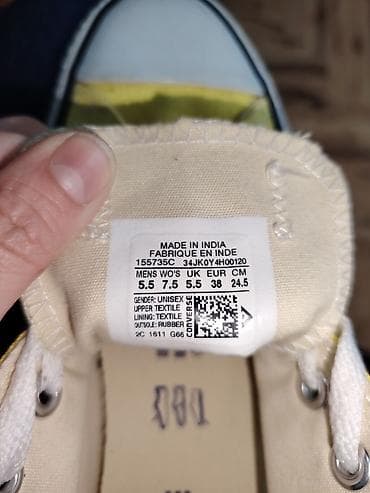 MADE IN INDIA
FABRIQUE EN INDE
155735C 34JK0Y4H00120
MENS WO'S UK EUR CM
5.5 7.5 5.5 38 24.5
GENDER: UNISEX
UPPER: TEXTILE
LINING: TEXTILE
OUTSOLE: RUBBER
2C 1611 G66
CONVERSE